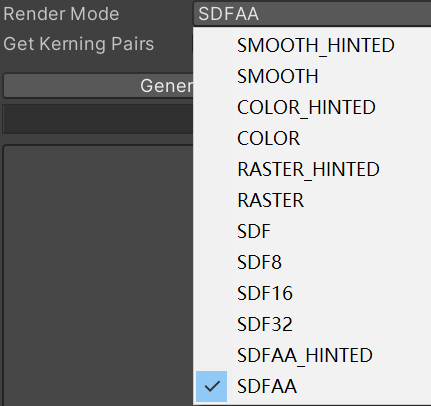 Render Mode SDFAA
Get Kerning Pairs
Gener
SMOOTH_HINTED
SMOOTH
COLOR_HINTED
COLOR
RASTER_HINTED
RASTER
SDF
SDF8
SDF16
SDF32
SDFAA_HINTED
SDFAA